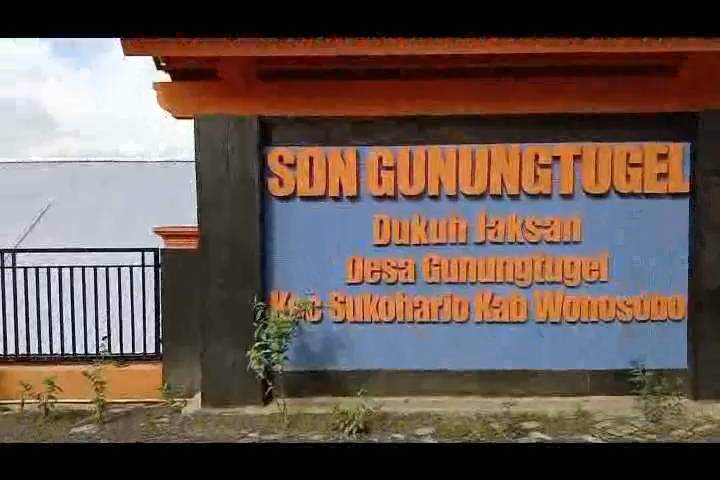 SDN GUNUNGTUGEL
Dukuh Jaksan
Desa Gunungtugel
Kec Sukoharjo Kab Wonosobo